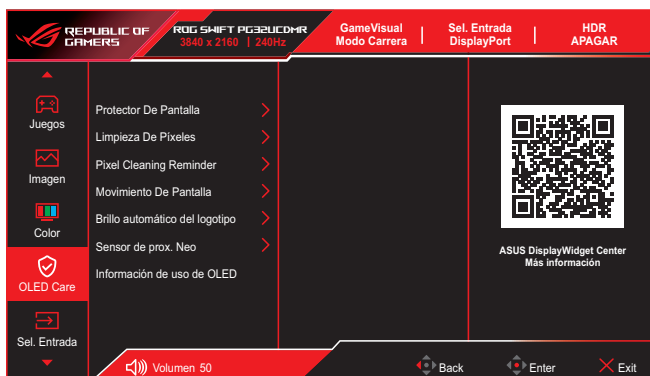 REPUBLIC OF
GAMERS
ROG SWIFT PG32UCDMR
3840 x 2160 | 240Hz
GameVisual
Modo Carrera
Sel. Entrada
DisplayPort
HDR
APAGAR
Juegos
Imagen
Color
OLED Care
Sel. Entrada
Protector De Pantalla
Limpieza De Píxeles
Pixel Cleaning Reminder
Movimiento De Pantalla
Brillo automático del logotipo
Sensor de prox. Neo
Información de uso de OLED
ASUS DisplayWidget Center
Más información
Volumen 50
Back
Enter
Exit